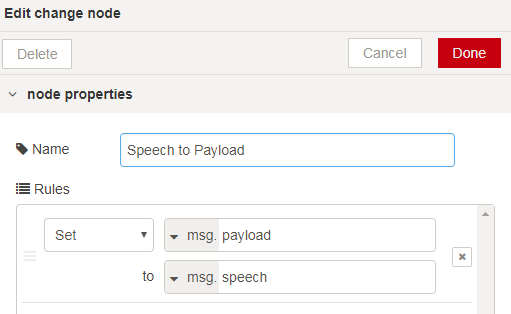 Edit change node
Delete Cancel Done
node properties
Name Speech to Payload
Rules
Set msg. payload
to msg. speech